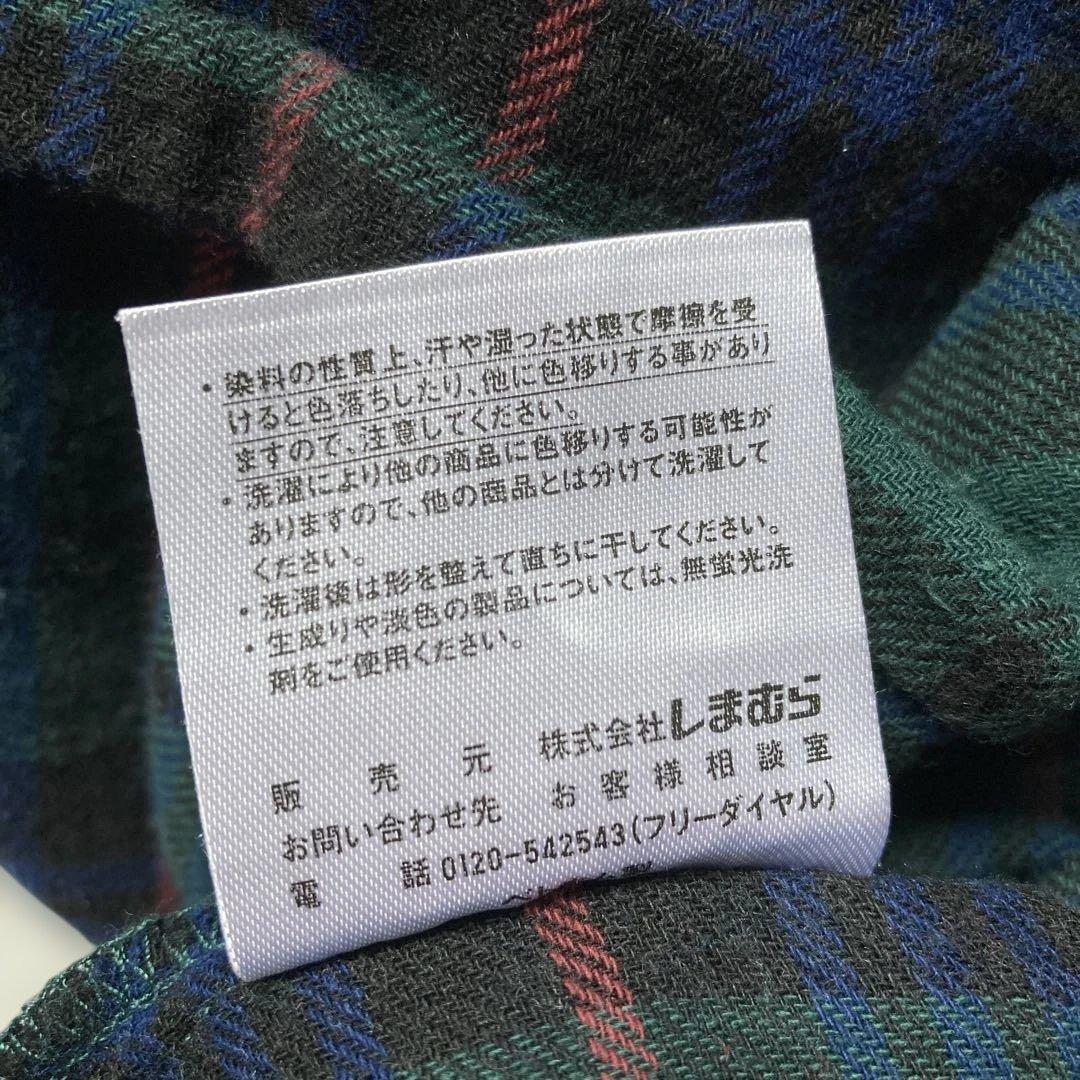 ・染料の性質上、汗や湿った状態で摩擦を受
けると色落ちしたり、他に色移りする事があり
ますので、注意してください。
・洗濯により他の商品に色移りする可能性が
ありますので、他の商品とは分けて洗濯して
ください。
・洗濯後は形を整えて直ちに干してください。
・生成りや淡色の製品については、無蛍光洗
剤をご使用ください。
販売元 株式会社しまむら
お問い合わせ先 お客様相談室
電話 0120-542543(フリーダイヤル)